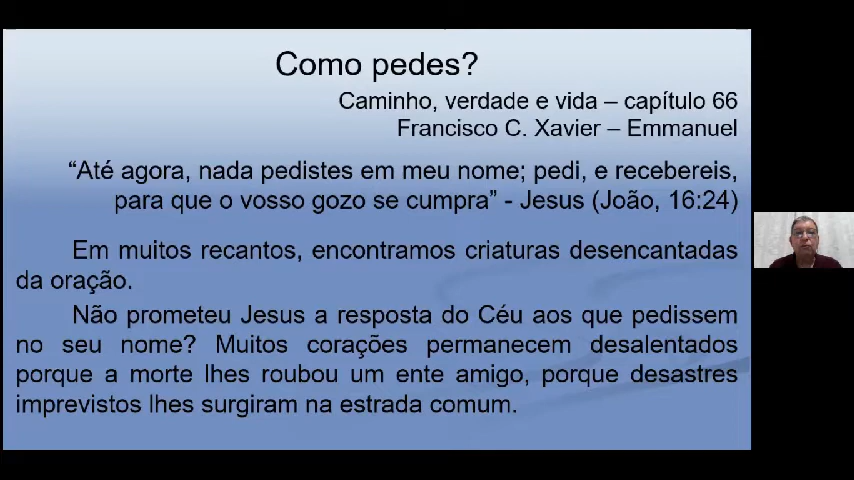 Como pedes?
Caminho, verdade e vida – capítulo 66
Francisco C. Xavier – Emmanuel
“Até agora, nada pedistes em meu nome; pedi, e recebereis,
para que o vosso gozo se cumpra” - Jesus (João, 16:24)
Em muitos recantos, encontramos criaturas desencantadas
da oração.
Não prometeu Jesus a resposta do Céu aos que pedissem
no seu nome? Muitos corações permanecem desalentados
porque a morte lhes roubou um ente amigo, porque desastres
imprevistos lhes surgiram na estrada comum.